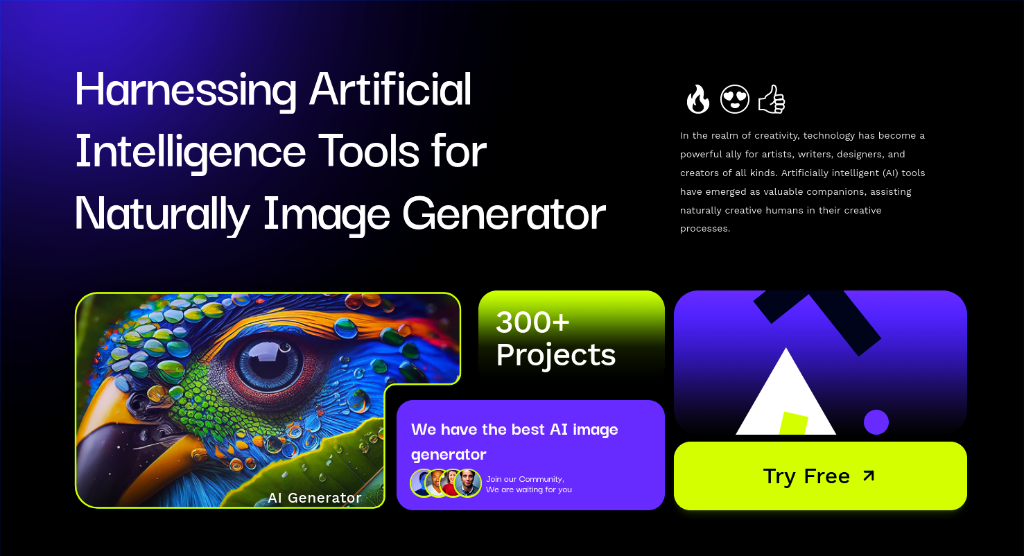 Harnessing Artificial
Intelligence Tools for
Naturally Image Generator
In the realm of creativity, technology has become a
powerful ally for artists, writers, designers, and
creators of all kinds. Artificially intelligent (AI) tools
have emerged as valuable companions, assisting
naturally creative humans in their creative
processes.
AI Generator
300+
Projects
We have the best AI image
generator
Join our Community,
We are waiting for you
Try Free